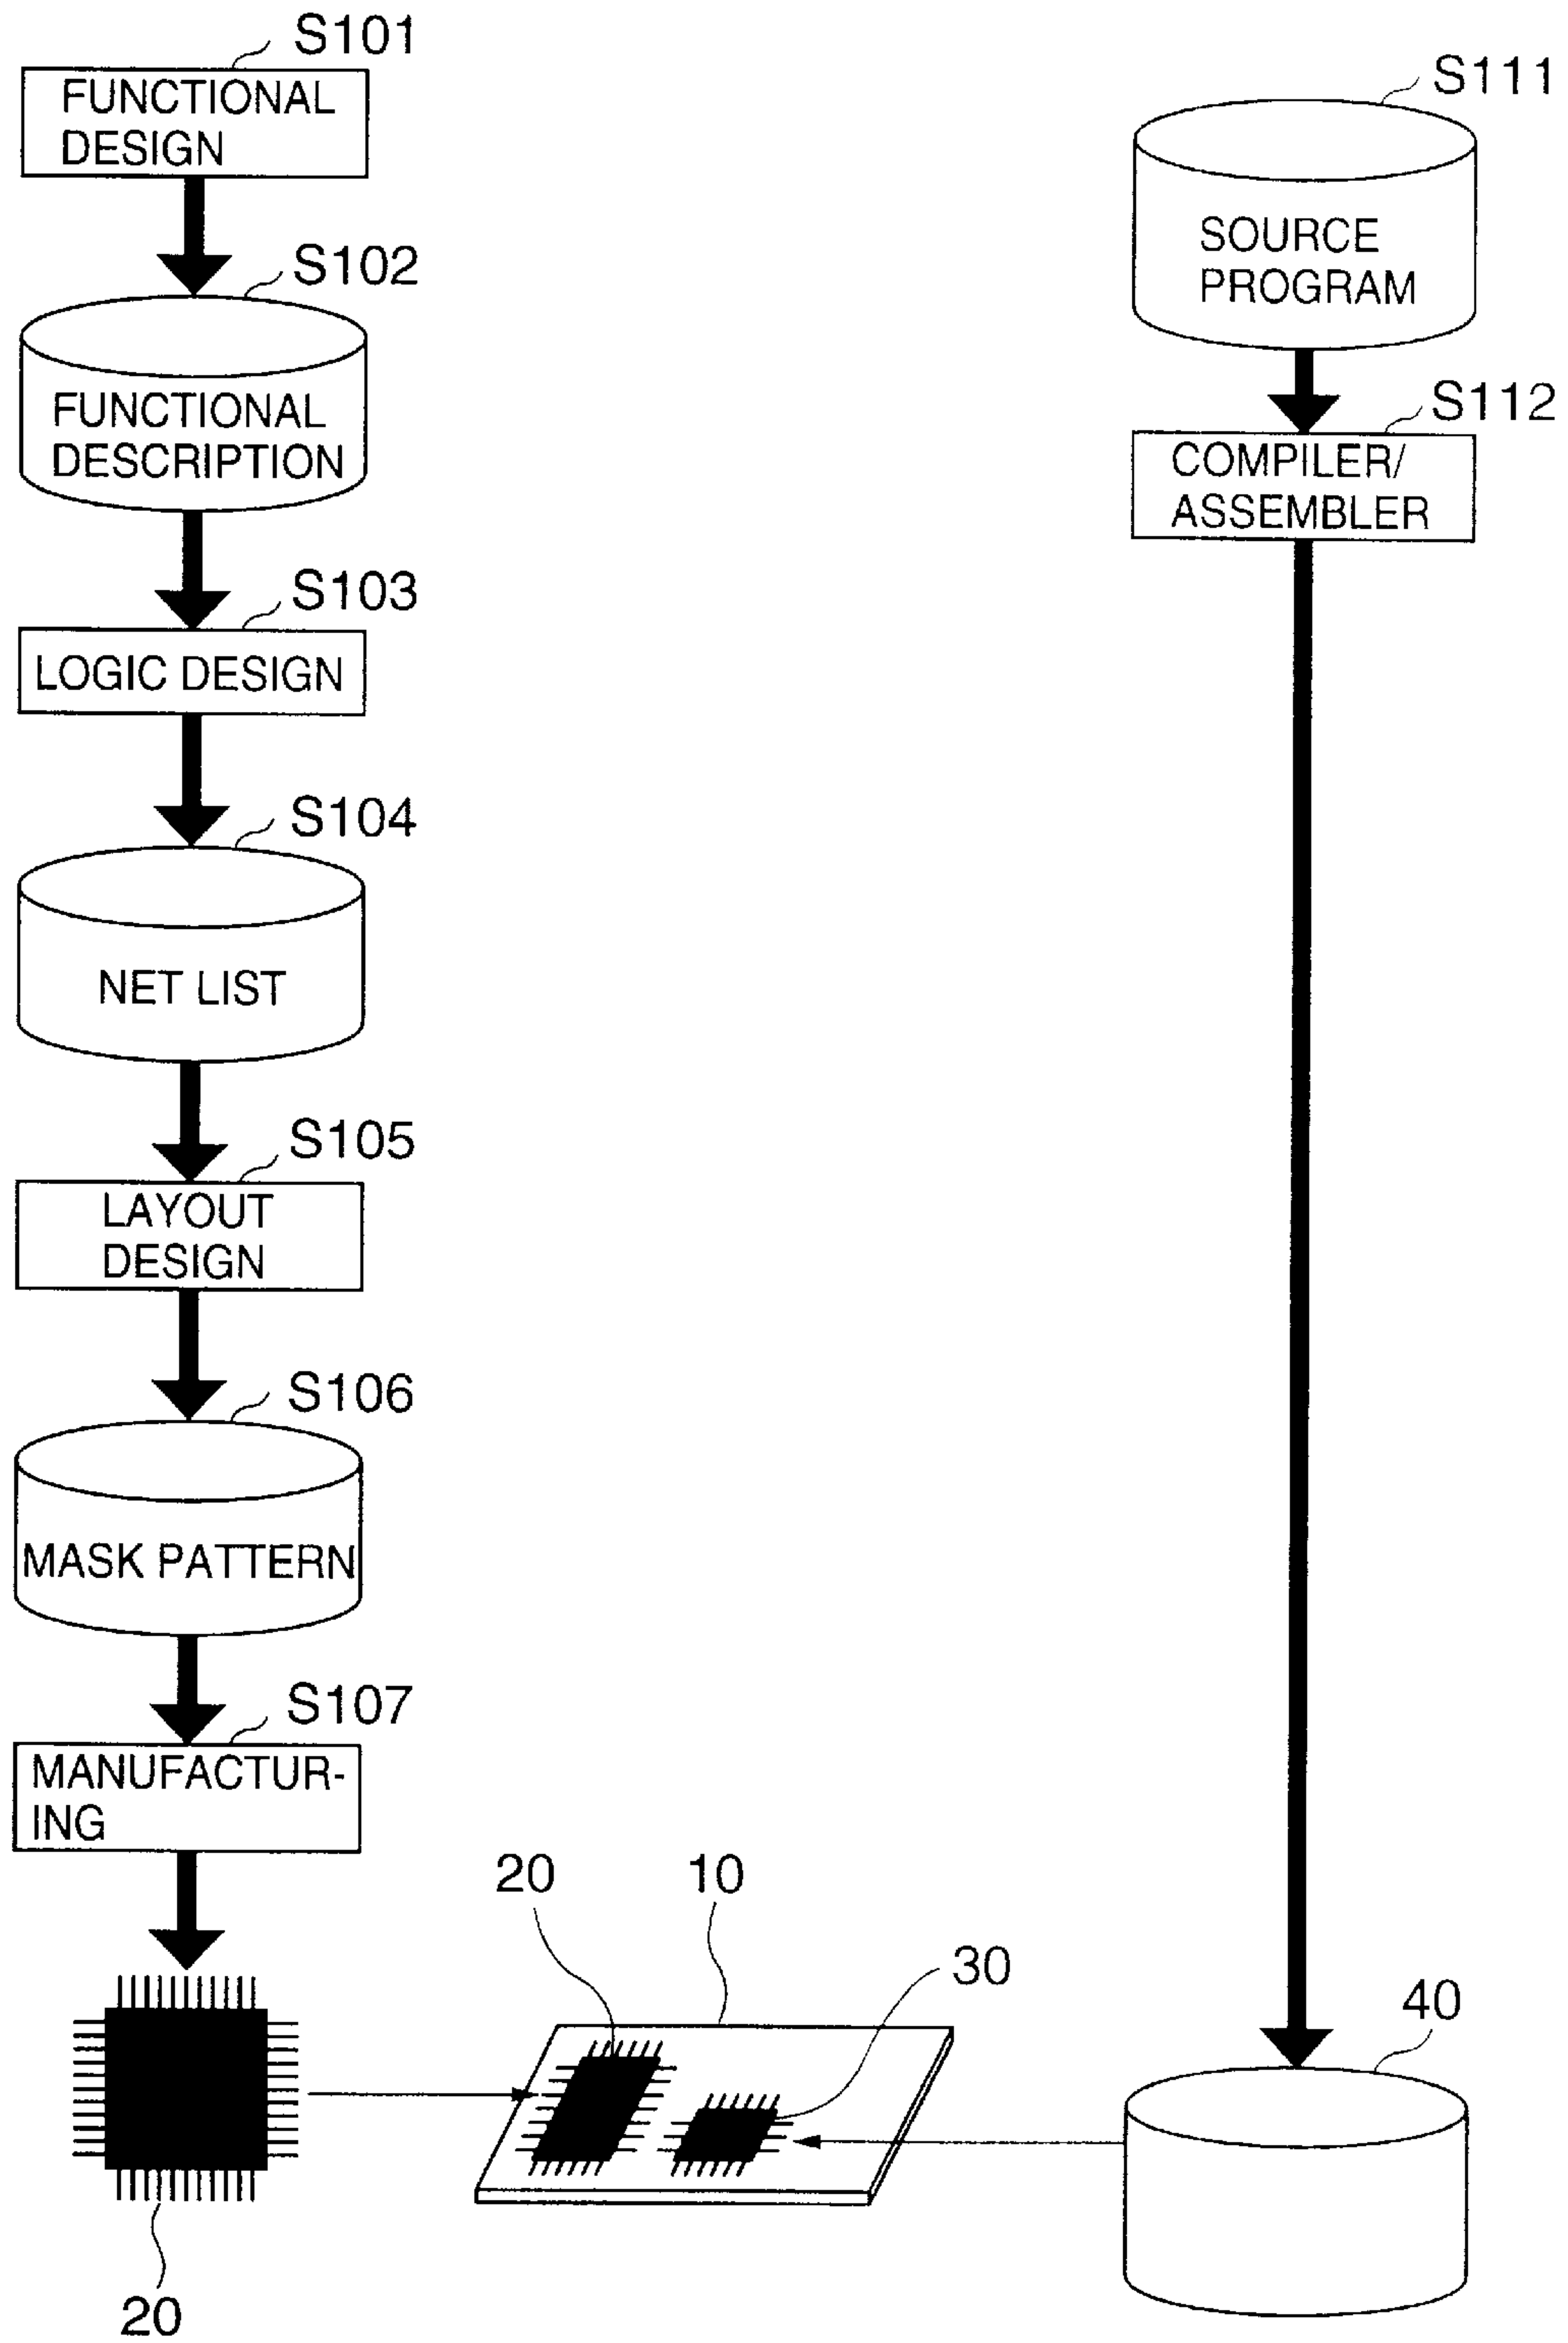 S101
FUNCTIONAL
DESIGN
S102
FUNCTIONAL
DESCRIPTION
S103
LOGIC DESIGN
S104
NET LIST
S105
LAYOUT
DESIGN
S106
MASK PATTERN
S107
MANUFACTUR-
ING
20
20
10
30
S111
SOURCE
PROGRAM
S112
COMPILER/
ASSEMBLER
40